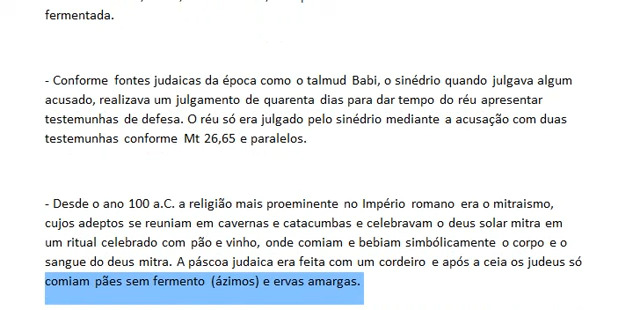 fermentada.
- Conforme fontes judaicas da época como o talmud Babi, o sinédrio quando julgava algum
acusado, realizava um julgamento de quarenta dias para dar tempo do réu apresentar
testemunhas de defesa. O réu só era julgado pelo sinédrio mediante a acusação com duas
testemunhas conforme Mt 26,65 e paralelos.
- Desde o ano 100 a.C. a religião mais proeminente no Império romano era o mitraismo,
cujos adeptos se reuniam em cavernas e catacumbas e celebravam o deus solar mitra em
um ritual celebrado com pão e vinho, onde comiam e bebiam simbólicamente o corpo e o
sangue do deus mitra. A páscoa judaica era feita com um cordeiro e após a ceia os judeus só
comiam pães sem fermento (ázimos) e ervas amargas.